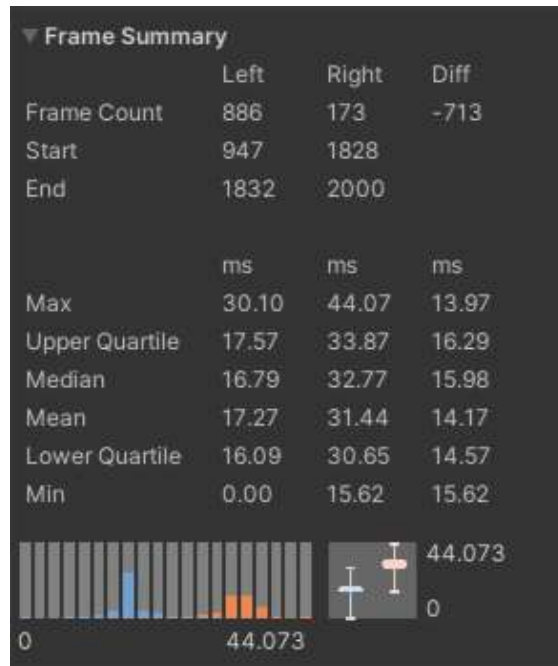 Frame Summary
Left Right Diff
Frame Count 886 173 -713
Start 947 1828
End 1832 2000
ms ms ms
Max 30.10 44.07 13.97
Upper Quartile 17.57 33.87 16.29
Median 16.79 32.77 15.98
Mean 17.27 31.44 14.17
Lower Quartile 16.09 30.65 14.57
Min 0.00 15.62 15.62
44.073
0
0 44.073